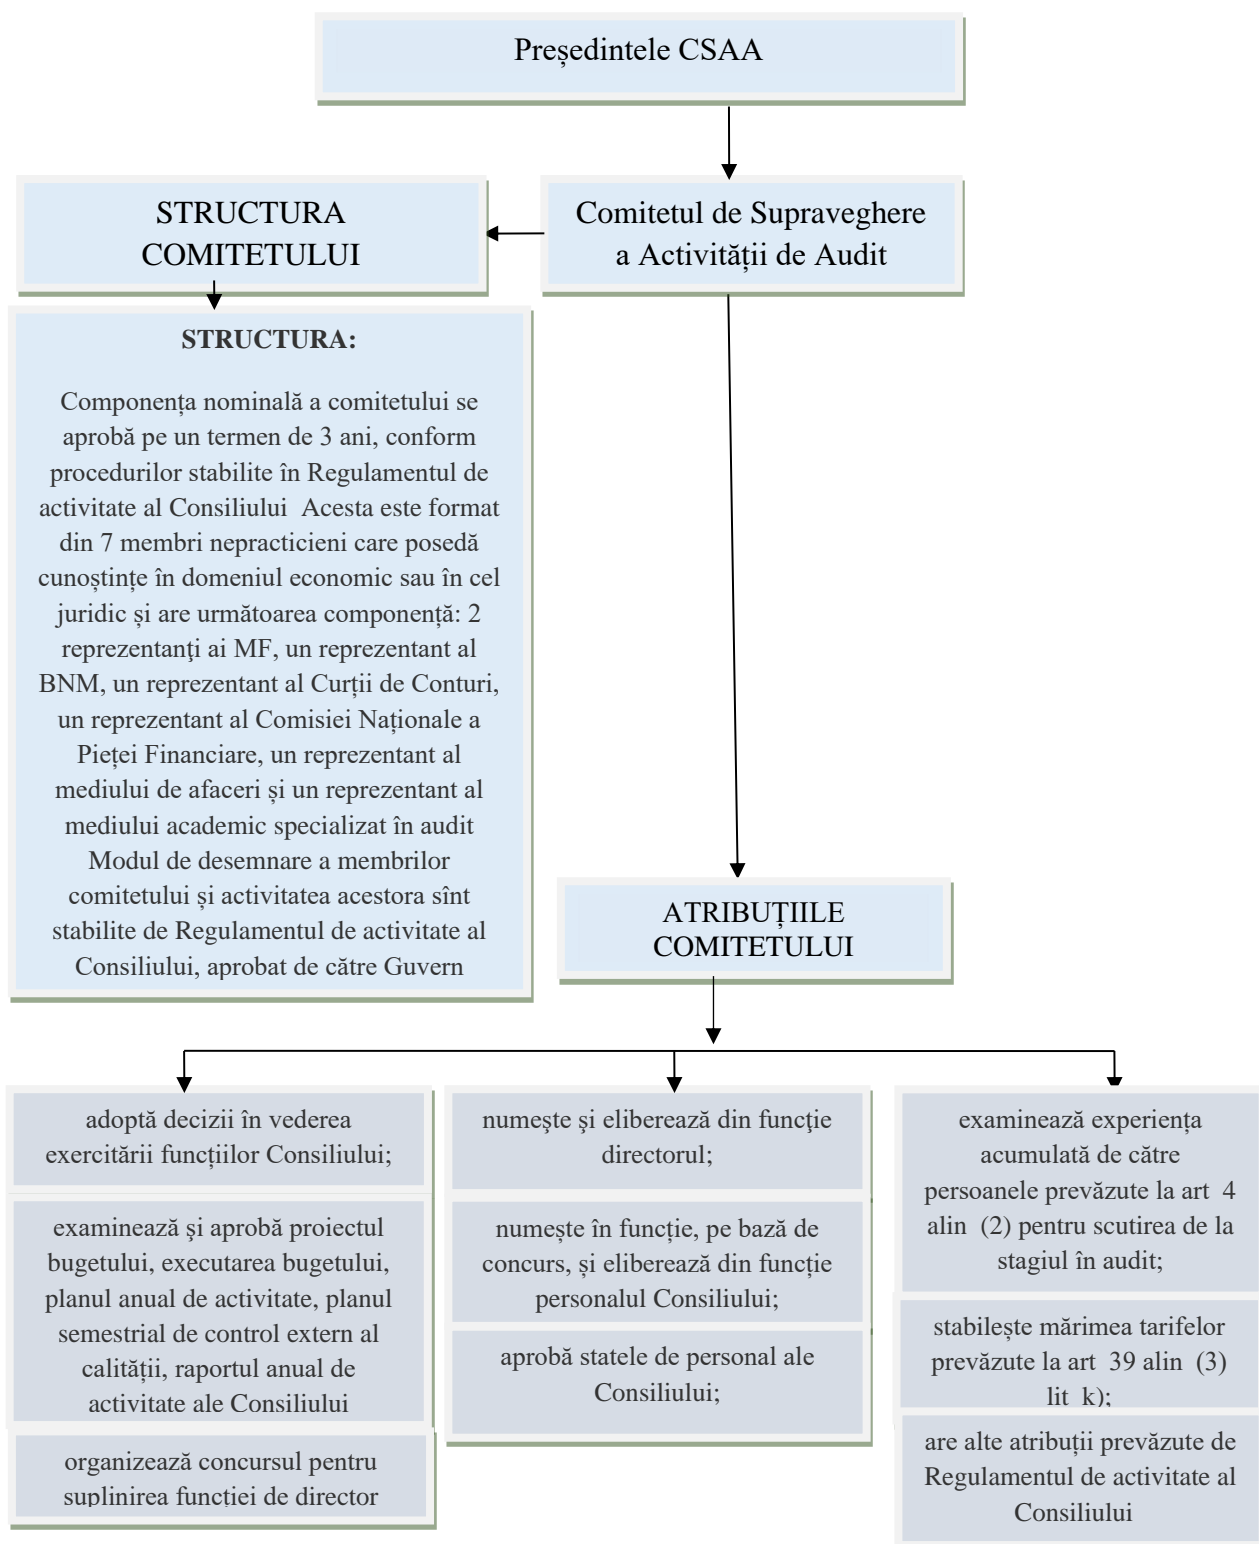 Președintele CSAA
STRUCTURA
COMITETULUI
Comitetul de Supraveghere
a Activității de Audit
STRUCTURA:
Componența nominală a comitetului se
aprobă pe un termen de 3 ani, conform
procedurilor stabilite în Regulamentul de
activitate al Consiliului  Acesta este format
din 7 membri nepracticieni care posedă
cunoștințe în domeniul economic sau în cel
juridic și are următoarea componență: 2
reprezentanţi ai MF, un reprezentant al
BNM, un reprezentant al Curții de Conturi,
un reprezentant al Comisiei Naționale a
Pieței Financiare, un reprezentant al
mediului de afaceri și un reprezentant al
mediului academic specializat în audit
Modul de desemnare a membrilor
comitetului și activitatea acestora sînt
stabilite de Regulamentul de activitate al
Consiliului, aprobat de către Guvern
ATRIBUȚIILE
COMITETULUI
adoptă decizii în vederea
exercitării funcțiilor Consiliului;
examinează şi aprobă proiectul
bugetului, executarea bugetului,
planul anual de activitate, planul
semestrial de control extern al
calității, raportul anual de
activitate ale Consiliului
organizează concursul pentru
suplinirea funcției de director
numeşte şi eliberează din funcţie
directorul;
numește în funcție, pe bază de
concurs, și eliberează din funcție
personalul Consiliului;
aprobă statele de personal ale
Consiliului;
examinează experiența
acumulată de către
persoanele prevăzute la art  4
alin  (2) pentru scutirea de la
stagiul în audit;
stabilește mărimea tarifelor
prevăzute la art  39 alin  (3)
lit  k);
are alte atribuții prevăzute de
Regulamentul de activitate al
Consiliului